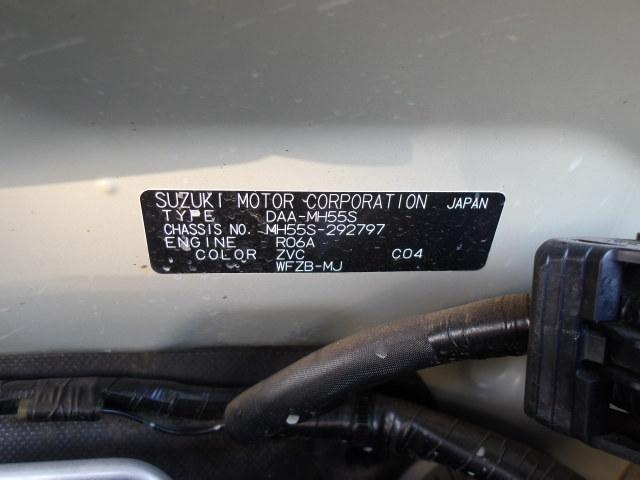 SUZUKI MOTOR CORPORATION JAPAN
TYPE DAA-MH55S
CHASSIS NO. MH55S-292797
ENGINE R06A
COLOR ZVC C04
WFZB-MJ